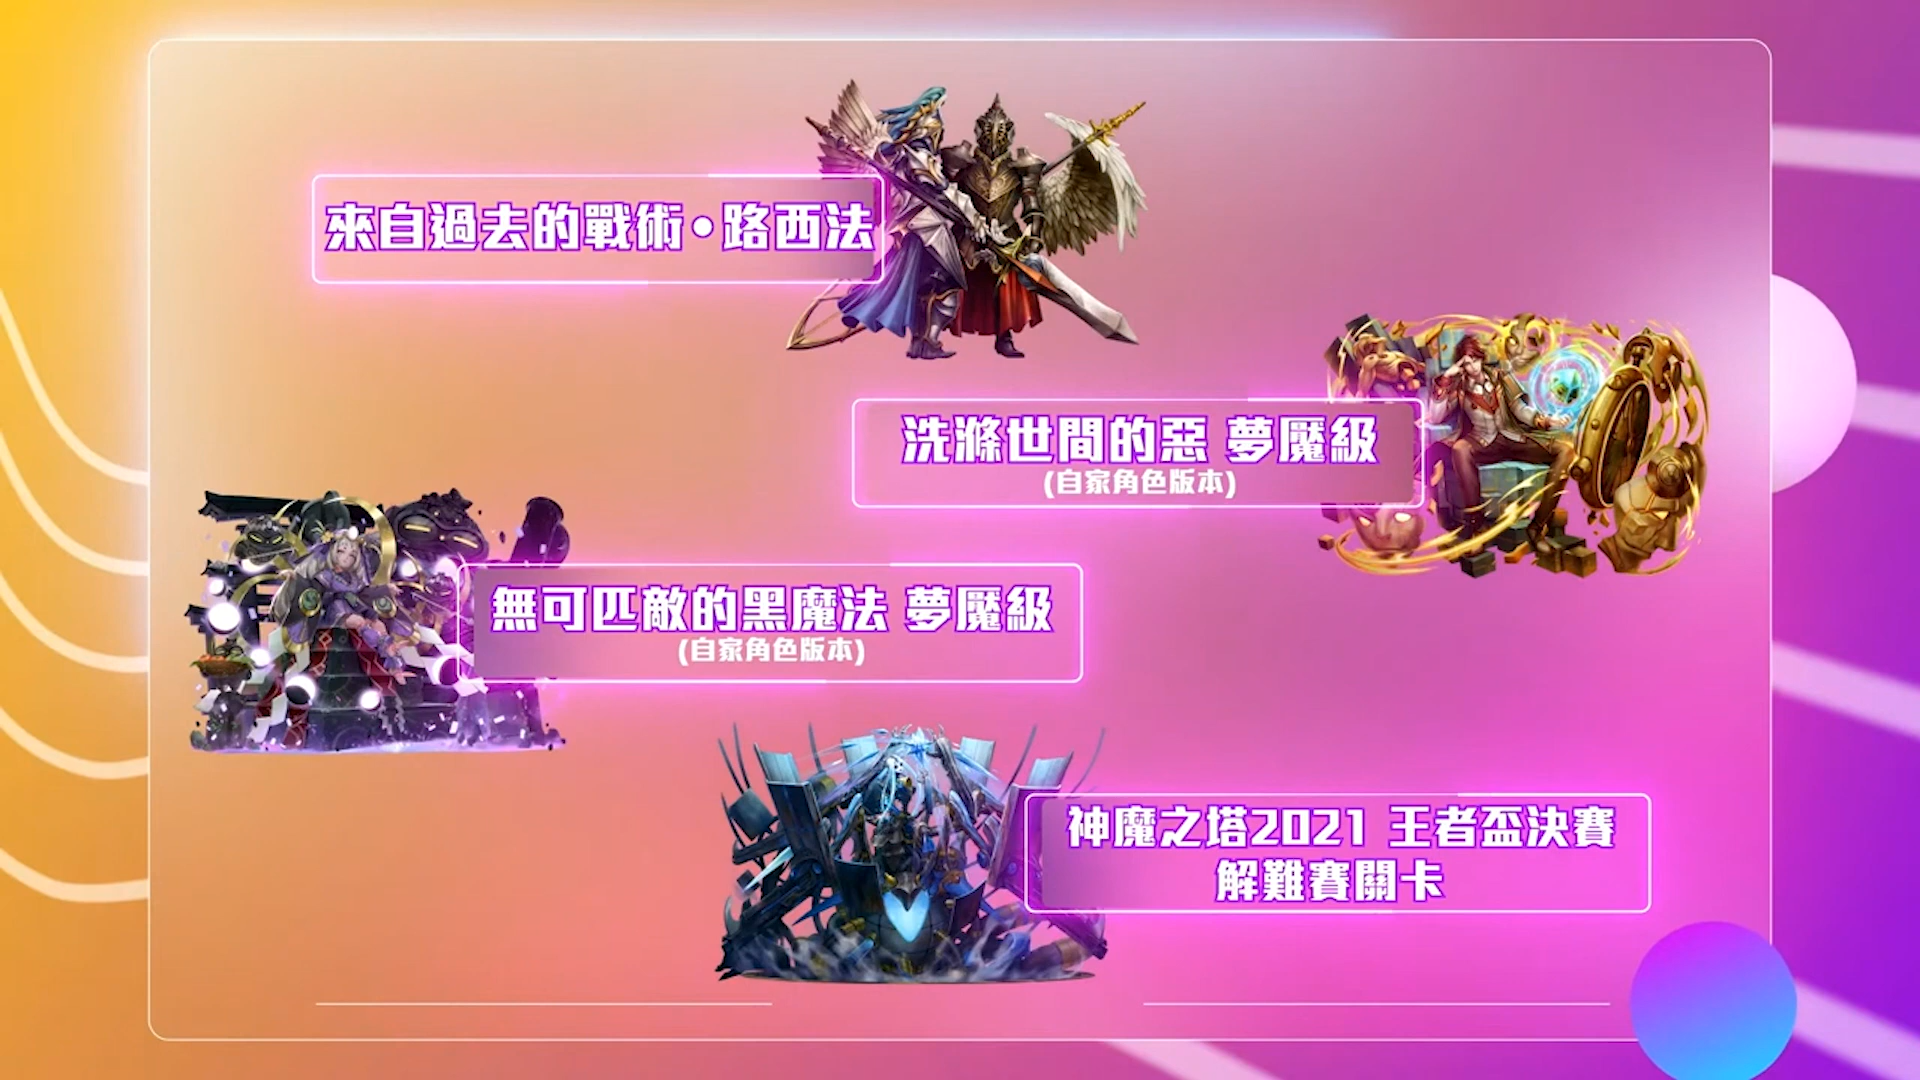 來自過去的戰術•路西法
洗滌世間的惡 夢魘級
(自家角色版本)
無可匹敵的黑魔法 夢魘級
(自家角色版本)
神魔之塔2021 王者盃決賽
解難賽關卡